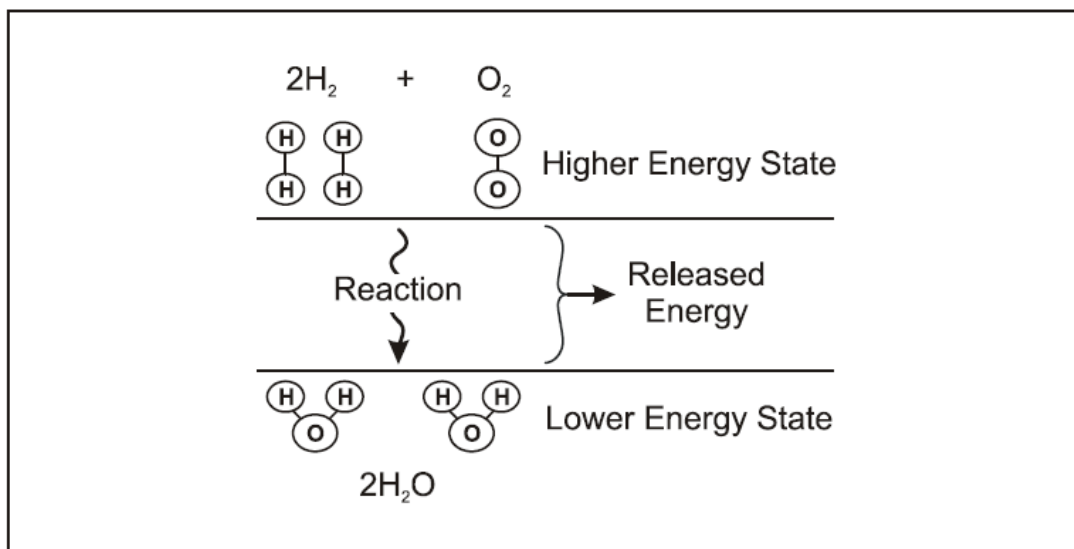 2H₂ + O₂
H H O
H H O
Higher Energy State
Reaction
Released
Energy
H H H H
O O
Lower Energy State
2H₂O